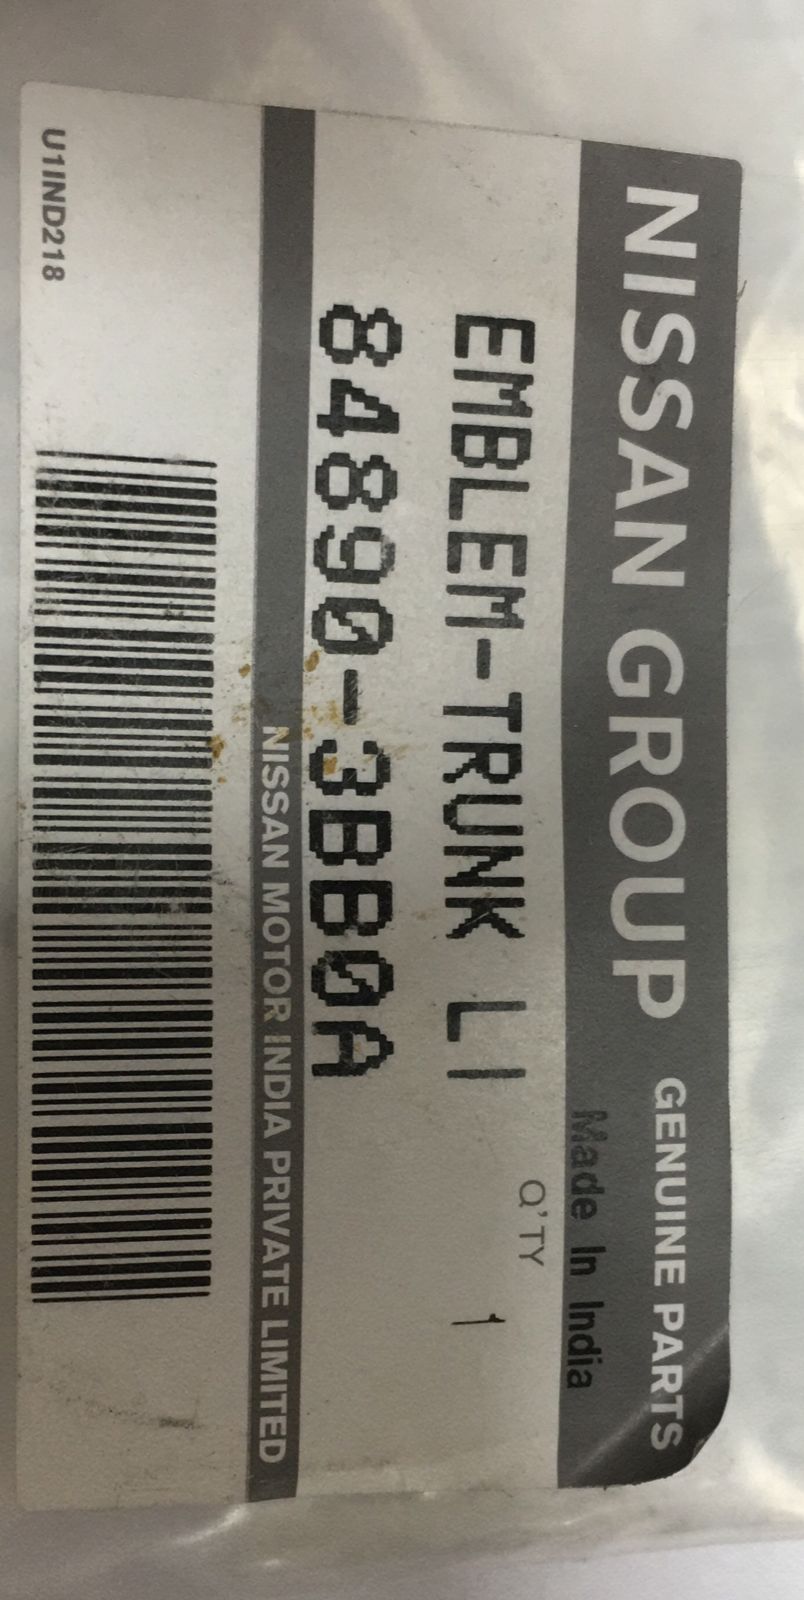 NISSAN GROUP GENUINE PARTS
Made In India
Q'TY
EMBLEM-TRUNK LI 1
84890-3BB0A
NISSAN MOTOR INDIA PRIVATE LIMITED
U1IND218